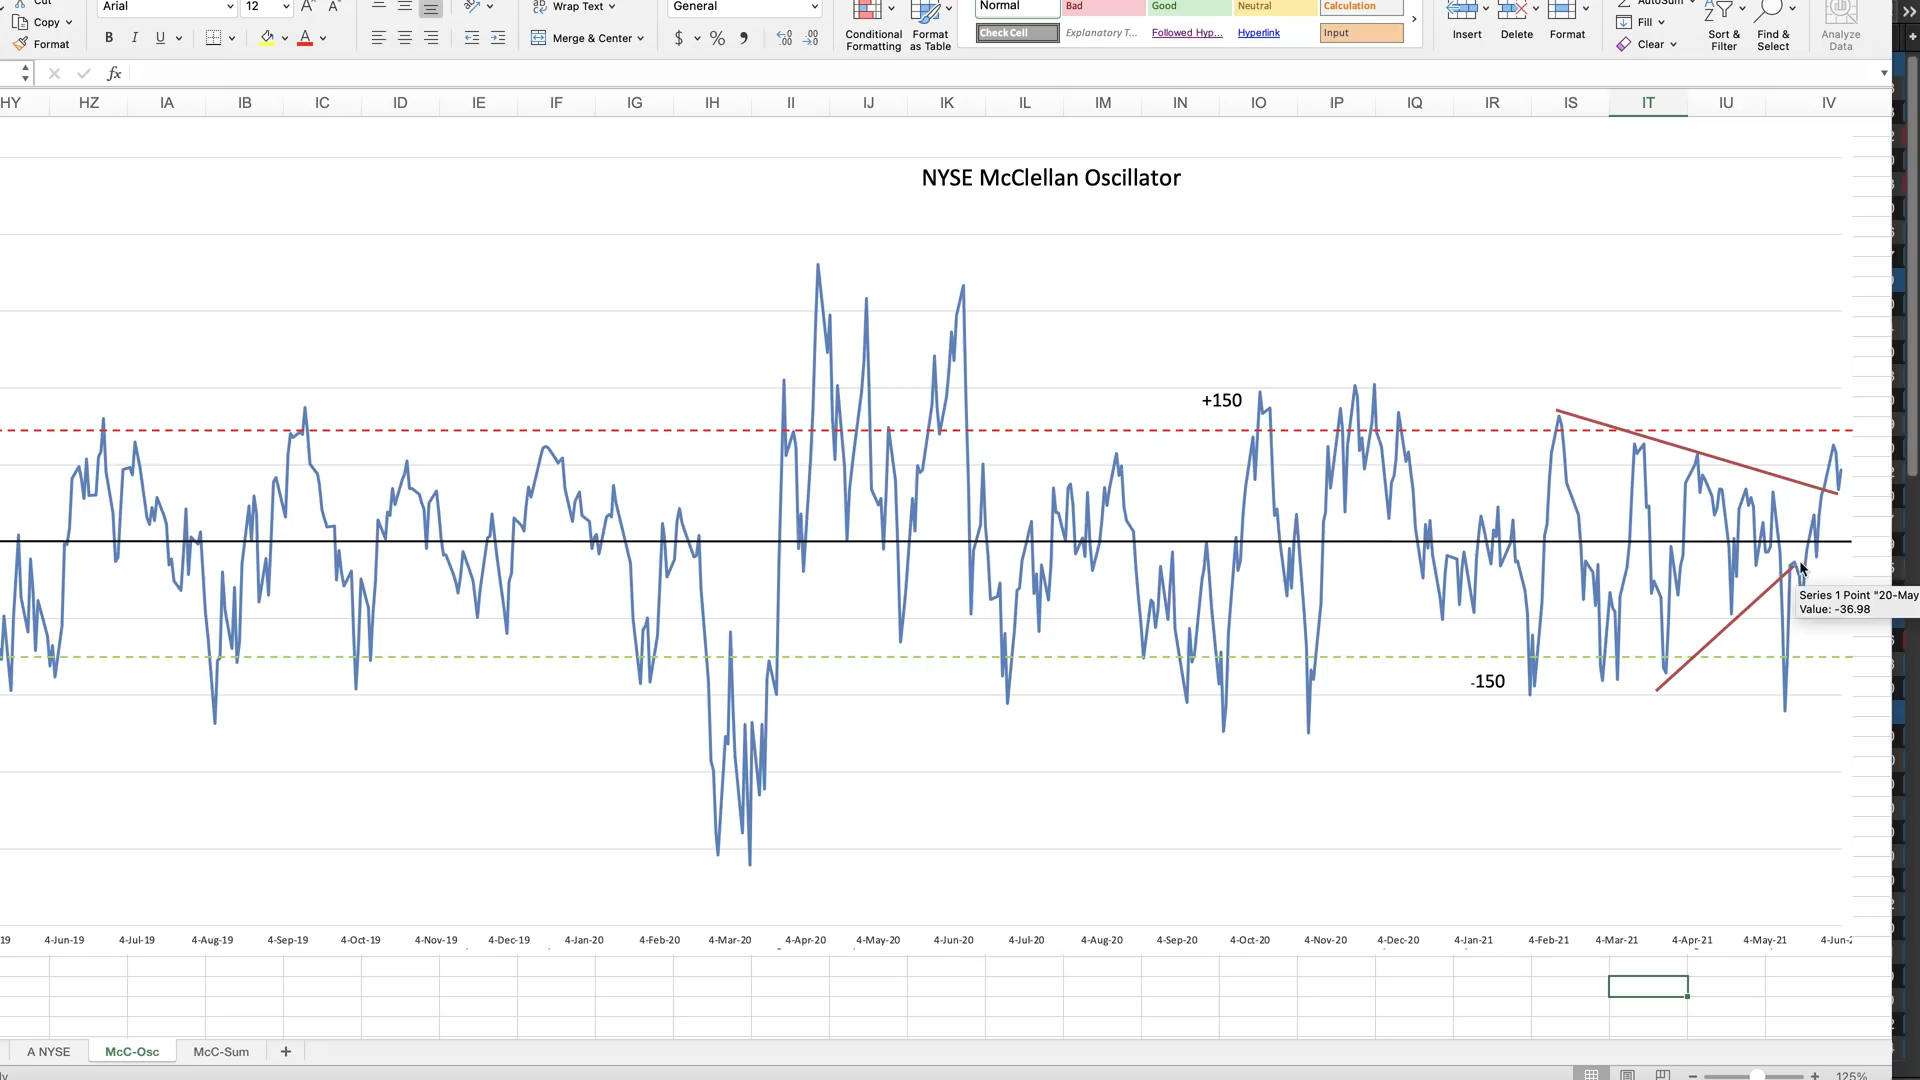 Cut
Arial
12
A^
A
Wrap Text
General
Normal
Bad
Good
Neutral
Calculation
AutoSum
Copy
Format
B I U
A
Merge & Center
$ % ,
Conditional
Formatting
Format
as Table
Check Cell
Explanatory T...
Followed Hyp...
Hyperlink
Input
Insert
Delete
Format
Fill
Clear
Sort &
Filter
Find &
Select
Analyze
Data
fx
HY HZ IA IB IC ID IE IF IG IH II IJ IK IL IM IN IO IP IQ IR IS IT IU IV
NYSE McClellan Oscillator
+150
Series 1 Point "20-May
Value: -36.98
-150
19 4-Jun-19 4-Jul-19 4-Aug-19 4-Sep-19 4-Oct-19 4-Nov-19 4-Dec-19 4-Jan-20 4-Feb-20 4-Mar-20 4-Apr-20 4-May-20 4-Jun-20 4-Jul-20 4-Aug-20 4-Sep-20 4-Oct-20 4-Nov-20 4-Dec-20 4-Jan-21 4-Feb-21 4-Mar-21 4-Apr-21 4-May-21 4-Jun-2
A NYSE
McC-Osc
McC-Sum
+
125%